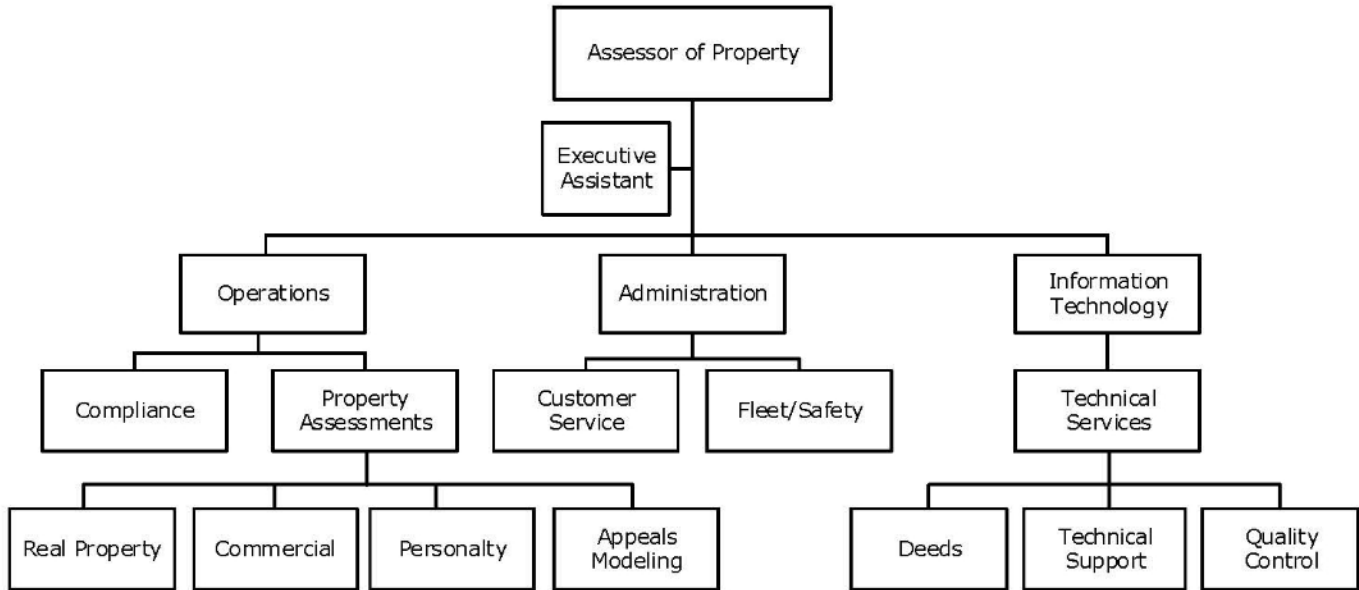 Assessor of Property
Executive
Assistant
Operations
Administration
Information
Technology
Compliance
Property
Assessments
Customer
Service
Fleet/Safety
Technical
Services
Real Property
Commercial
Personalty
Appeals
Modeling
Deeds
Technical
Support
Quality
Control